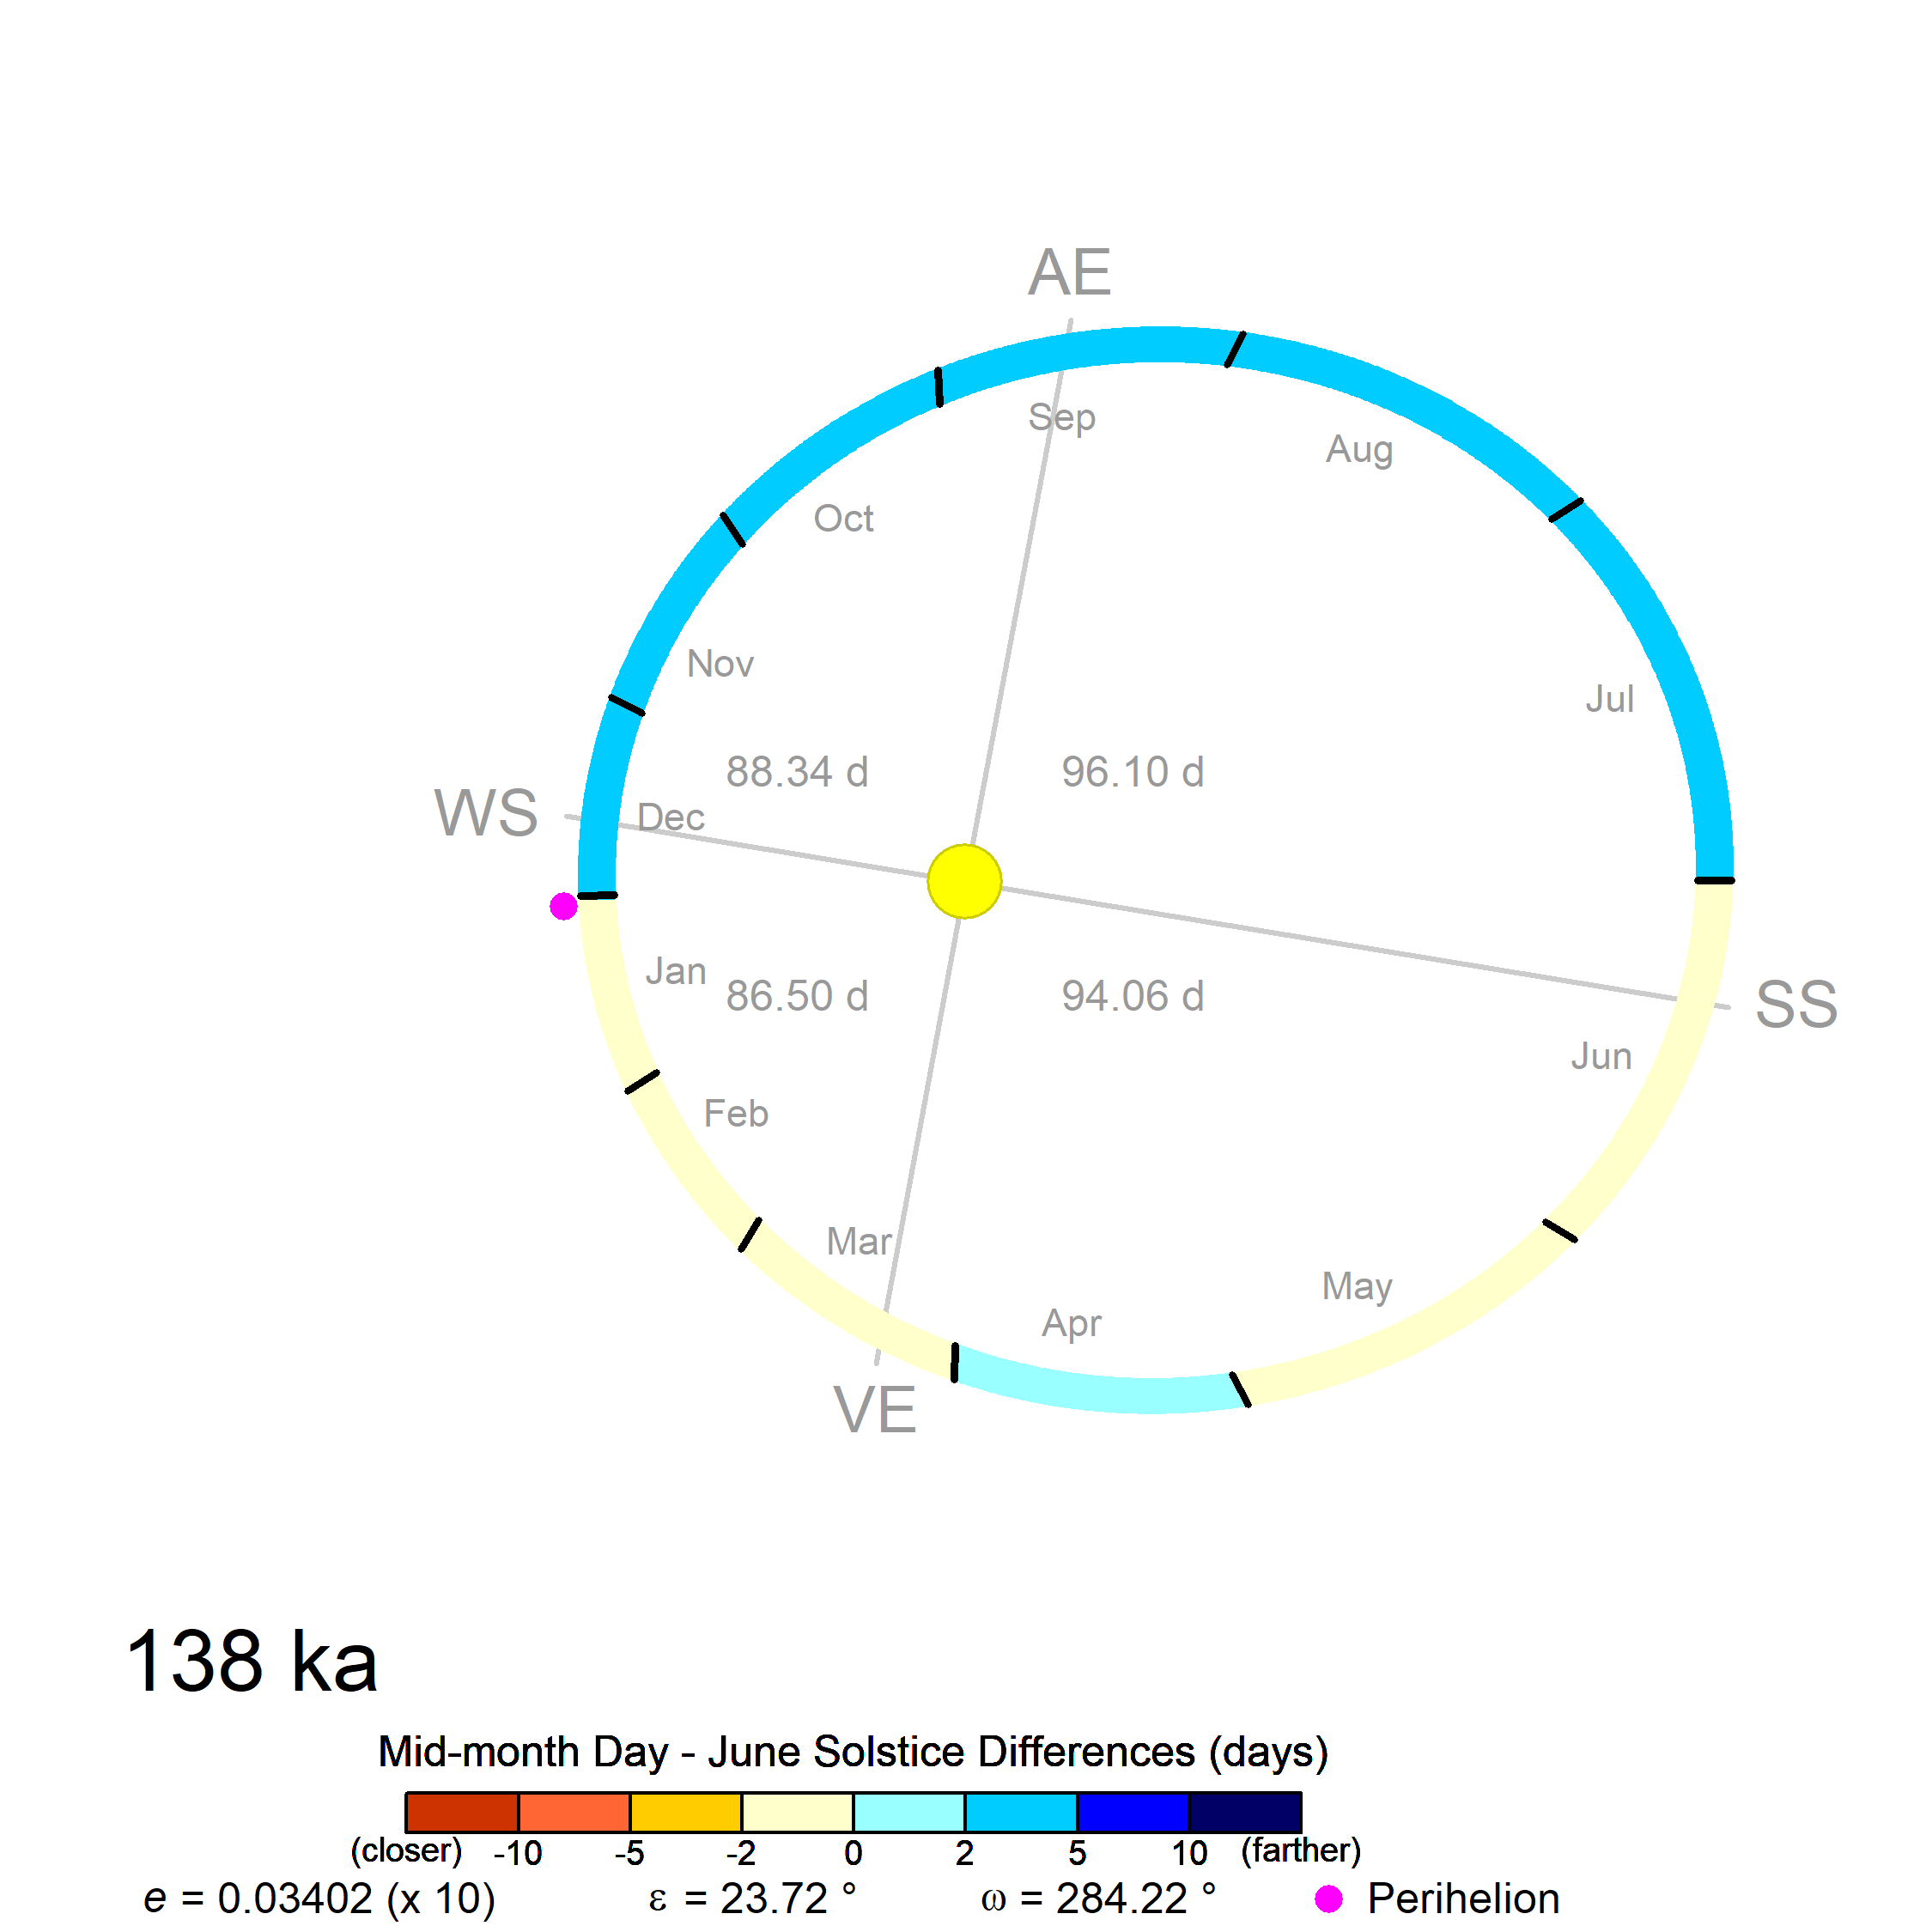 AE
Sep
Aug
Oct
Nov
Jul
88.34 d
96.10 d
WS
Dec
Jan
86.50 d
94.06 d
SS
Jun
Feb
Mar
Apr
May
VE
138 ka
Mid-month Day - June Solstice Differences (days)
(closer) -10 -5 -2 0 2 5 10 (farther)
e = 0.03402 (x 10) ε = 23.72 ° ω = 284.22 ° Perihelion